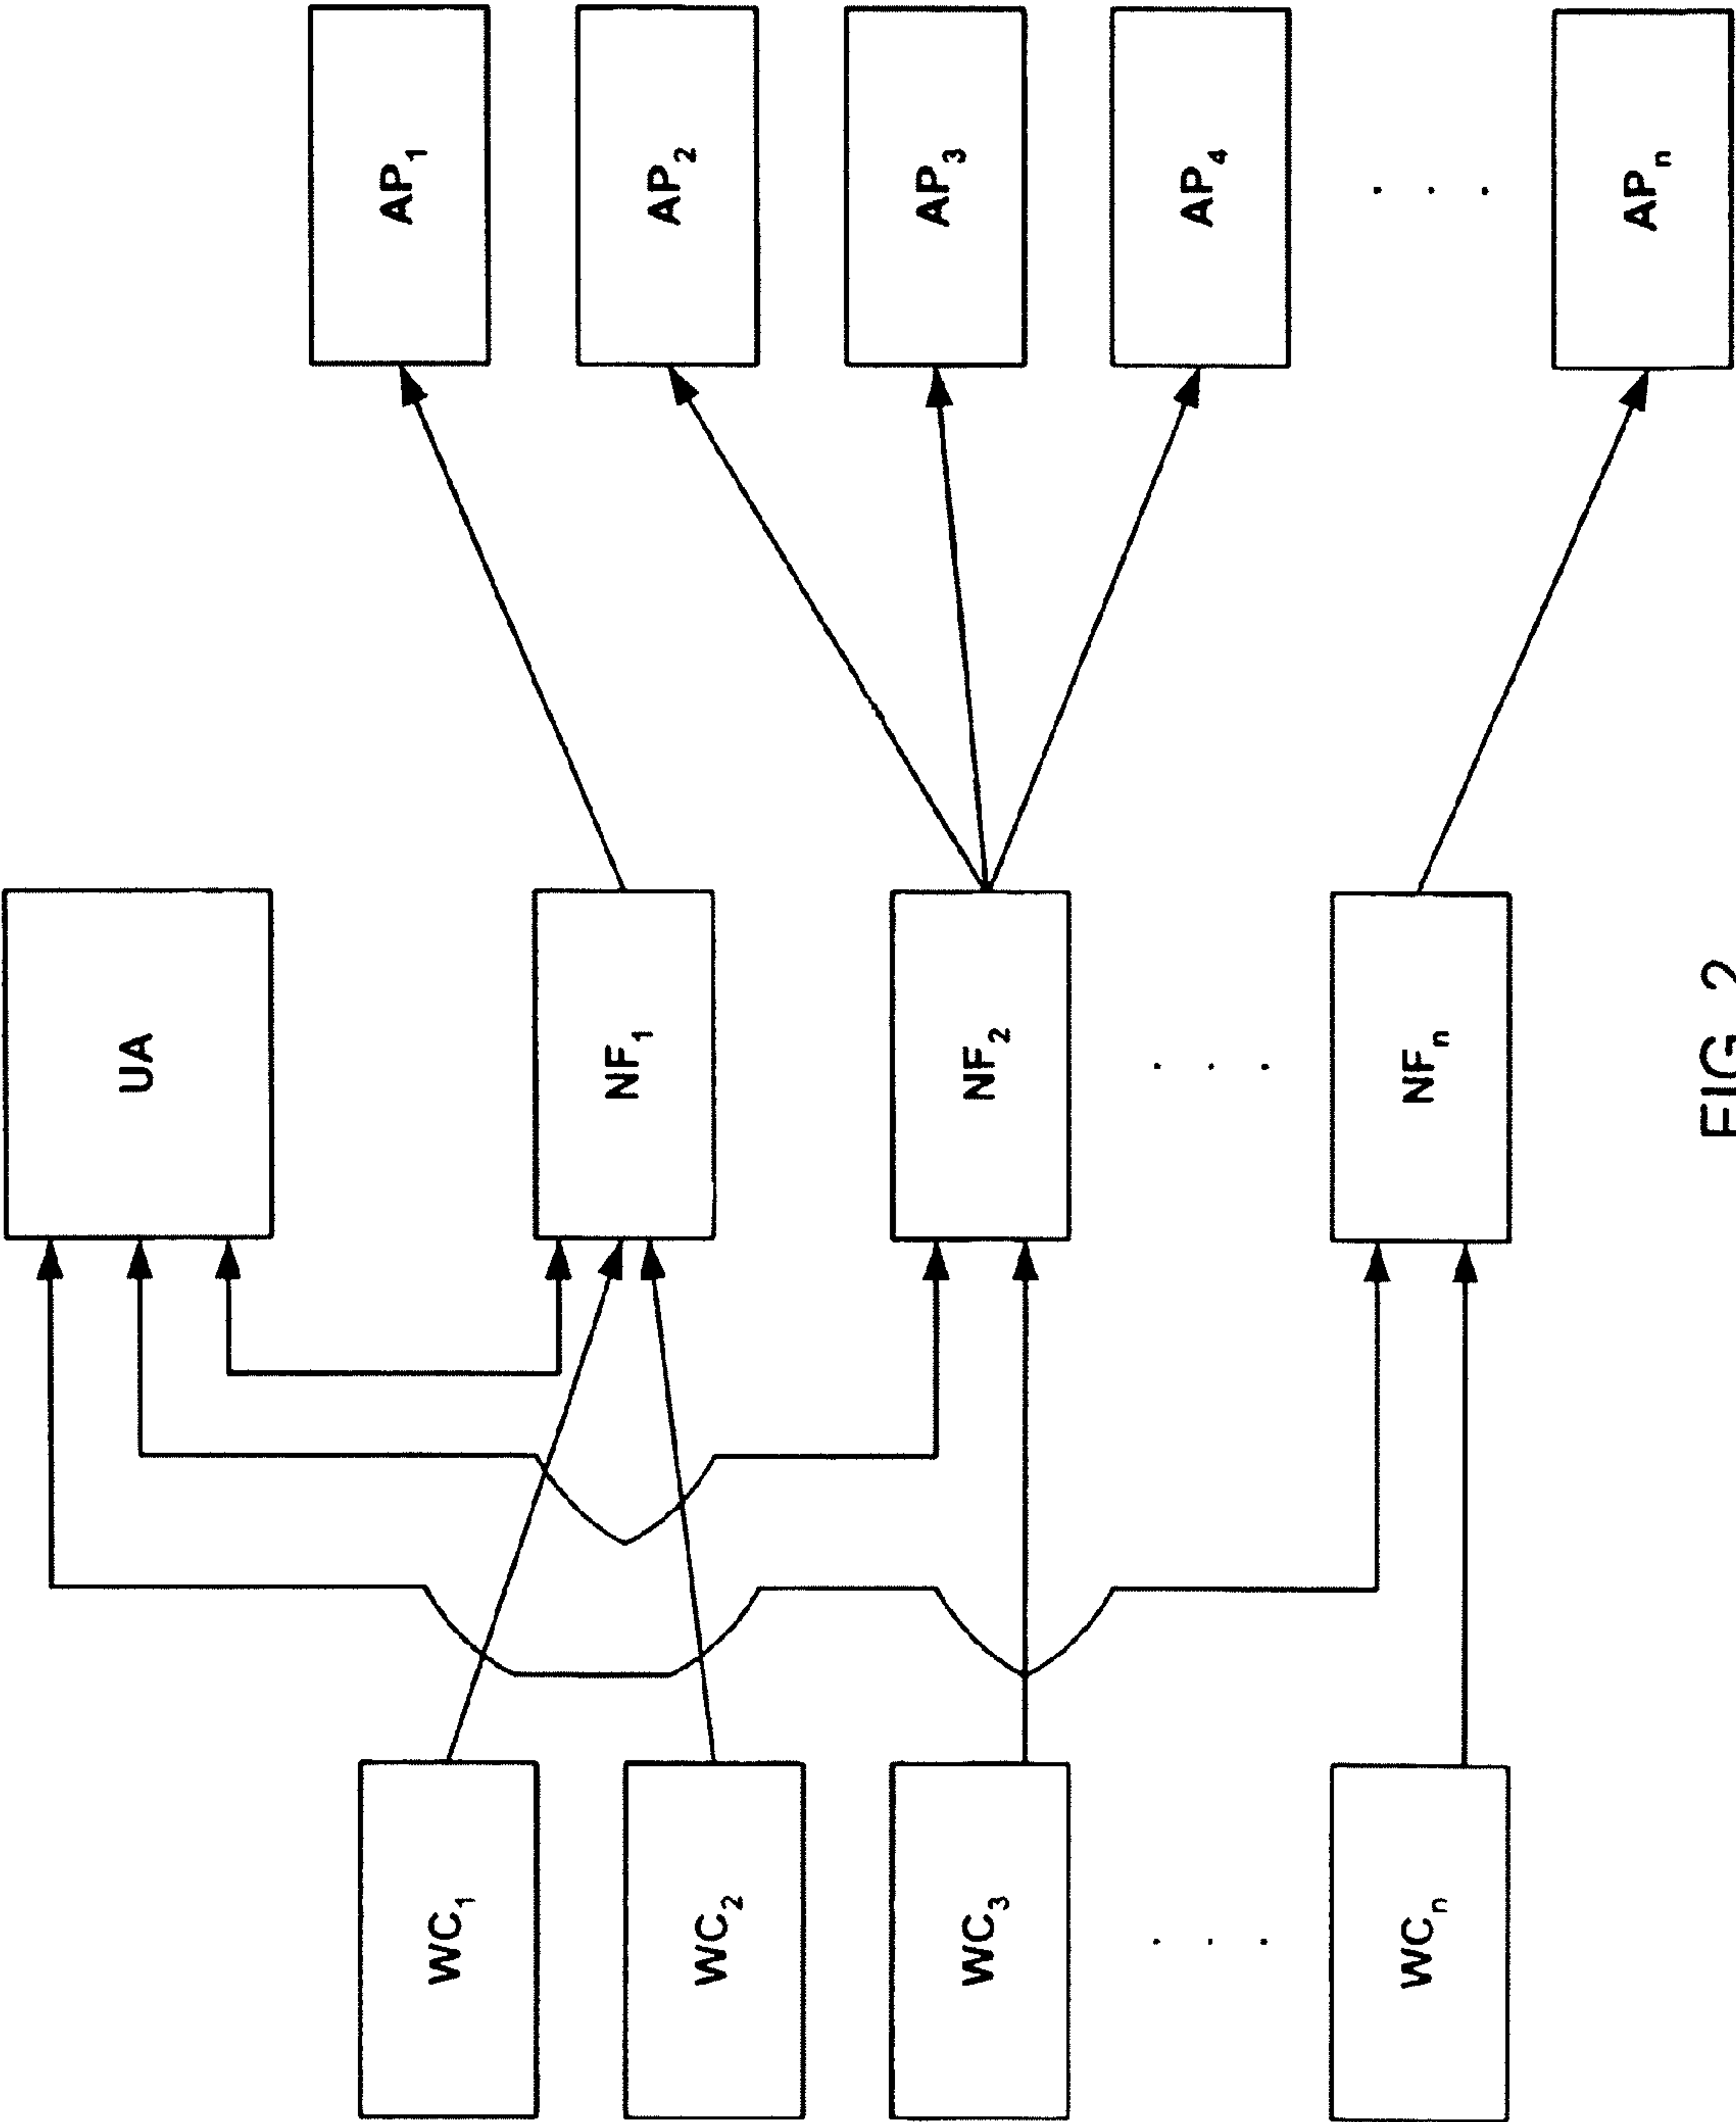 UA
WC₁
WC₂
WC₃
. . .
WCₙ
NF₁
NF₂
. . .
NFₙ
AP₁
AP₂
AP₃
AP₄
. . .
APₙ
FIG 2